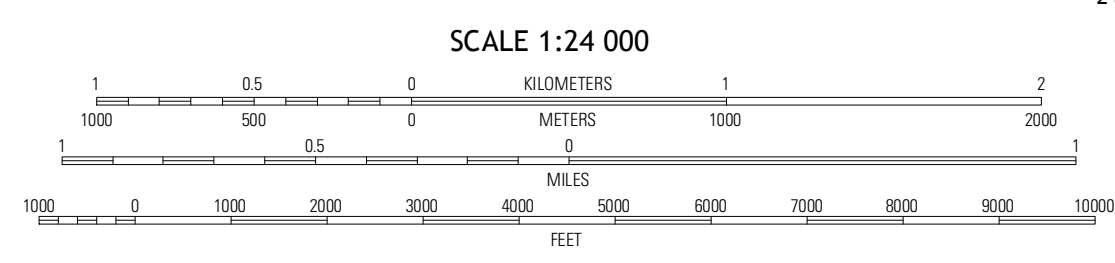 SCALE 1:24 000
1 0.5 0 KILOMETERS 1 2
1000 500 0 METERS 1000 2000
1 0.5 0 1
MILES
1000 0 1000 2000 3000 4000 5000 6000 7000 8000 9000 10000
FEET